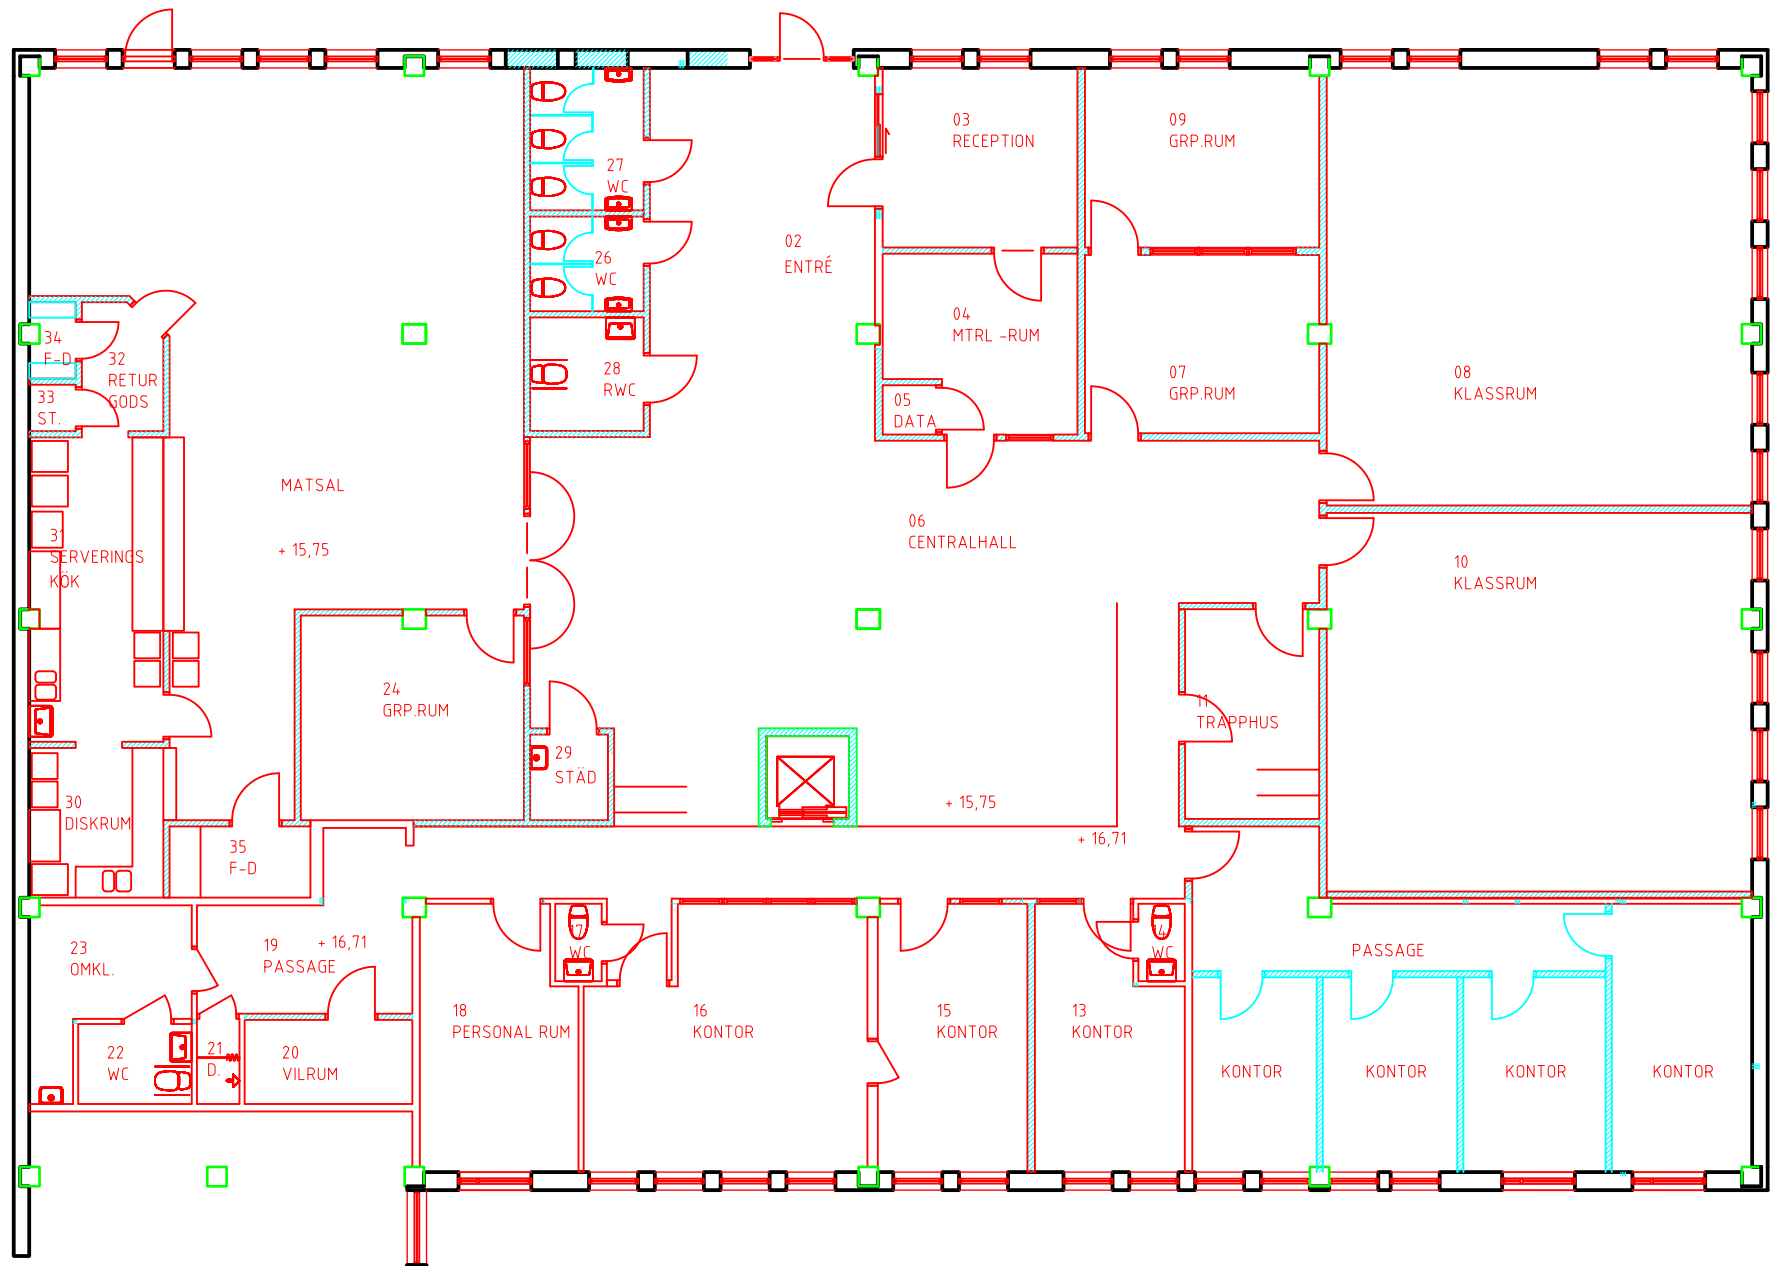 03
RECEPTION
09
GRP.RUM
27
WC
02
ENTRÉ
26
WC
04
MTRL -RUM
34
F-D
32
RETUR
GODS
33
ST.
28
RWC
05
DATA
07
GRP.RUM
08
KLASSRUM
MATSAL
+ 15,75
31
SERVERINGS
KÖK
06
CENTRALHALL
10
KLASSRUM
24
GRP.RUM
11
TRAPPHUS
29
STÄD
30
DISKRUM
+ 15,75
+ 16,71
35
F-D
23
OMKL.
19
PASSAGE
+ 16,71
17
WC
14
WC
PASSAGE
18
PERSONAL RUM
16
KONTOR
15
KONTOR
13
KONTOR
22
WC
21
D.
20
VILRUM
KONTOR
KONTOR
KONTOR
KONTOR